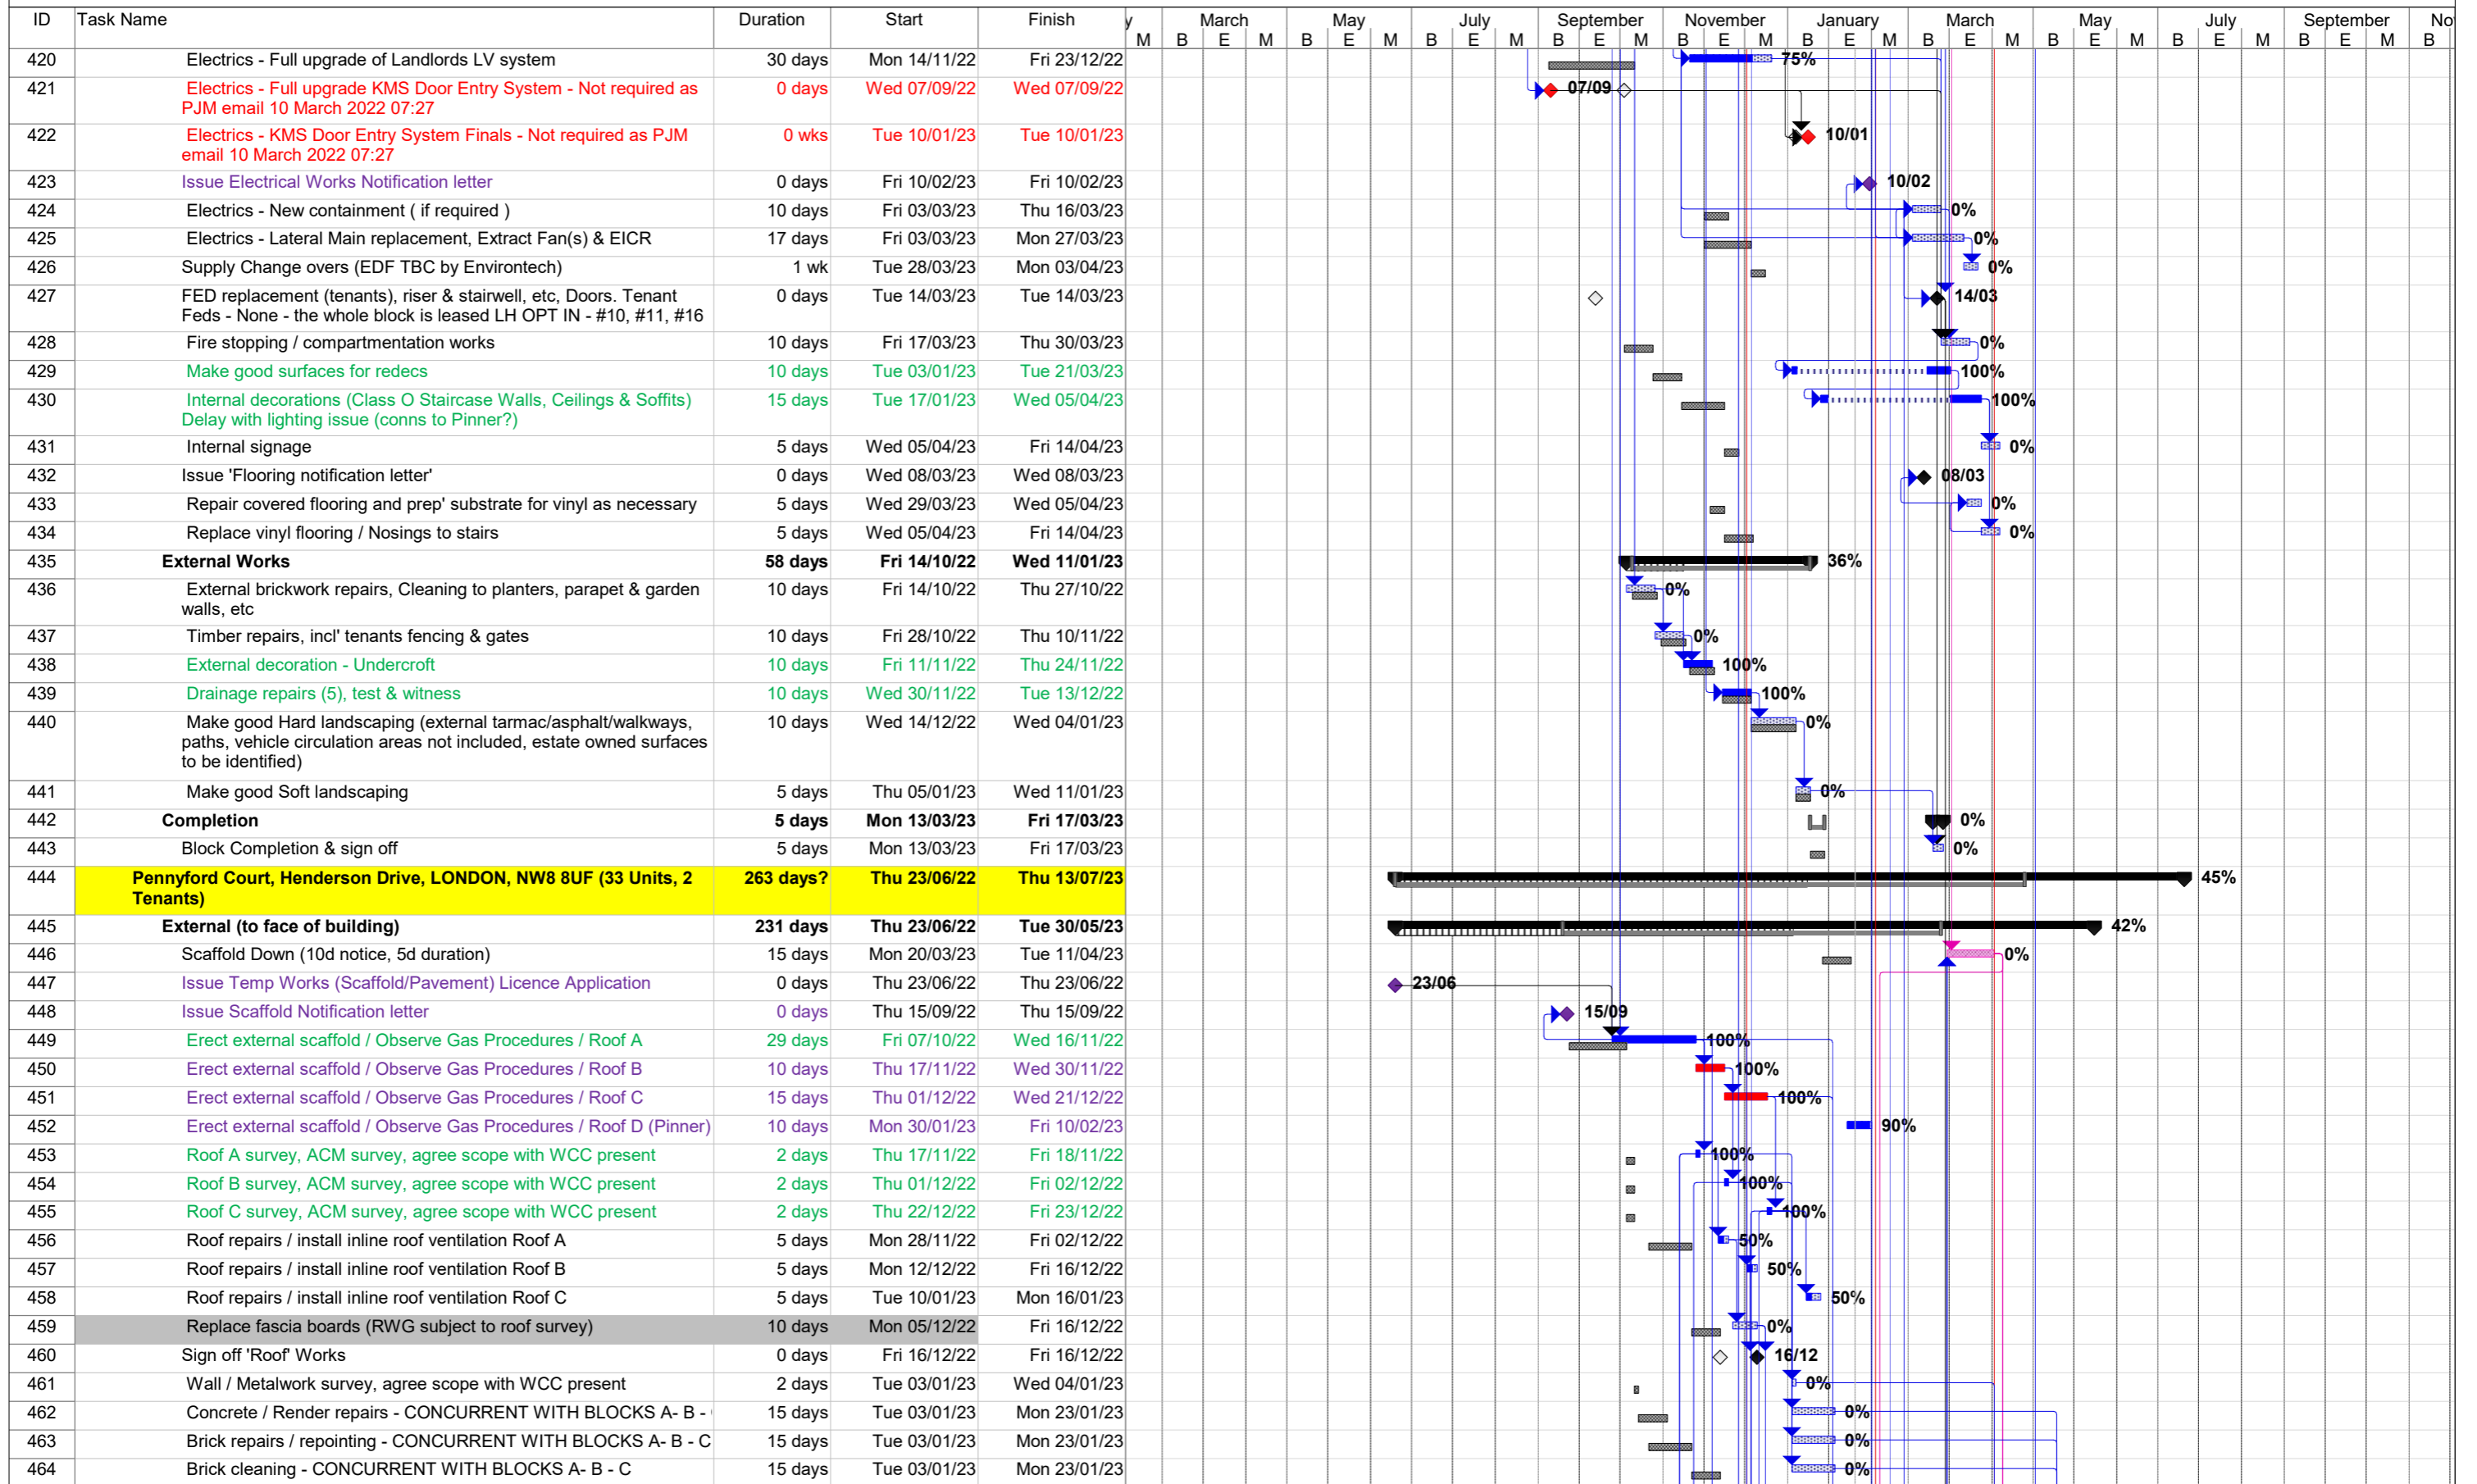 ID Task Name Duration Start Finish y March May July September November January March May July September No
M B E M B E M B E M B E M B E M B E M B E M B E M B E M B E M B
420 Electrics - Full upgrade of Landlords LV system 30 days Mon 14/11/22 Fri 23/12/22 75%
421 Electrics - Full upgrade KMS Door Entry System - Not required as 0 days Wed 07/09/22 Wed 07/09/22 07/09
PJM email 10 March 2022 07:27
422 Electrics - KMS Door Entry System Finals - Not required as PJM 0 wks Tue 10/01/23 Tue 10/01/23 10/01
email 10 March 2022 07:27
423 Issue Electrical Works Notification letter 0 days Fri 10/02/23 Fri 10/02/23 10/02
424 Electrics - New containment ( if required ) 10 days Fri 03/03/23 Thu 16/03/23 0%
425 Electrics - Lateral Main replacement, Extract Fan(s) & EICR 17 days Fri 03/03/23 Mon 27/03/23 0%
426 Supply Change overs (EDF TBC by Environtech) 1 wk Tue 28/03/23 Mon 03/04/23 0%
427 FED replacement (tenants), riser & stairwell, etc, Doors. Tenant 0 days Tue 14/03/23 Tue 14/03/23 14/03
Feds - None - the whole block is leased LH OPT IN - #10, #11, #16
428 Fire stopping / compartmentation works 10 days Fri 17/03/23 Thu 30/03/23 0%
429 Make good surfaces for redecs 10 days Tue 03/01/23 Tue 21/03/23 100%
430 Internal decorations (Class O Staircase Walls, Ceilings & Soffits) 15 days Tue 17/01/23 Wed 05/04/23 100%
Delay with lighting issue (conns to Pinner?)
431 Internal signage 5 days Wed 05/04/23 Fri 14/04/23 0%
432 Issue 'Flooring notification letter' 0 days Wed 08/03/23 Wed 08/03/23 08/03
433 Repair covered flooring and prep' substrate for vinyl as necessary 5 days Wed 29/03/23 Wed 05/04/23 0%
434 Replace vinyl flooring / Nosings to stairs 5 days Wed 05/04/23 Fri 14/04/23 0%
435 External Works 58 days Fri 14/10/22 Wed 11/01/23 36%
436 External brickwork repairs, Cleaning to planters, parapet & garden 10 days Fri 14/10/22 Thu 27/10/22 0%
walls, etc
437 Timber repairs, incl' tenants fencing & gates 10 days Fri 28/10/22 Thu 10/11/22 0%
438 External decoration - Undercroft 10 days Fri 11/11/22 Thu 24/11/22 100%
439 Drainage repairs (5), test & witness 10 days Wed 30/11/22 Tue 13/12/22 100%
440 Make good Hard landscaping (external tarmac/asphalt/walkways, 10 days Wed 14/12/22 Wed 04/01/23 0%
paths, vehicle circulation areas not included, estate owned surfaces
to be identified)
441 Make good Soft landscaping 5 days Thu 05/01/23 Wed 11/01/23 0%
442 Completion 5 days Mon 13/03/23 Fri 17/03/23 0%
443 Block Completion & sign off 5 days Mon 13/03/23 Fri 17/03/23 0%
444 Pennyford Court, Henderson Drive, LONDON, NW8 8UF (33 Units, 2 263 days? Thu 23/06/22 Thu 13/07/23 45%
Tenants)
445 External (to face of building) 231 days Thu 23/06/22 Tue 30/05/23 42%
446 Scaffold Down (10d notice, 5d duration) 15 days Mon 20/03/23 Tue 11/04/23 0%
447 Issue Temp Works (Scaffold/Pavement) Licence Application 0 days Thu 23/06/22 Thu 23/06/22 23/06
448 Issue Scaffold Notification letter 0 days Thu 15/09/22 Thu 15/09/22 15/09
449 Erect external scaffold / Observe Gas Procedures / Roof A 29 days Fri 07/10/22 Wed 16/11/22 100%
450 Erect external scaffold / Observe Gas Procedures / Roof B 10 days Thu 17/11/22 Wed 30/11/22 100%
451 Erect external scaffold / Observe Gas Procedures / Roof C 15 days Thu 01/12/22 Wed 21/12/22 100%
452 Erect external scaffold / Observe Gas Procedures / Roof D (Pinner) 10 days Mon 30/01/23 Fri 10/02/23 90%
453 Roof A survey, ACM survey, agree scope with WCC present 2 days Thu 17/11/22 Fri 18/11/22 100%
454 Roof B survey, ACM survey, agree scope with WCC present 2 days Thu 01/12/22 Fri 02/12/22 100%
455 Roof C survey, ACM survey, agree scope with WCC present 2 days Thu 22/12/22 Fri 23/12/22 100%
456 Roof repairs / install inline roof ventilation Roof A 5 days Mon 28/11/22 Fri 02/12/22 50%
457 Roof repairs / install inline roof ventilation Roof B 5 days Mon 12/12/22 Fri 16/12/22 50%
458 Roof repairs / install inline roof ventilation Roof C 5 days Tue 10/01/23 Mon 16/01/23 50%
459 Replace fascia boards (RWG subject to roof survey) 10 days Mon 05/12/22 Fri 16/12/22 0%
460 Sign off 'Roof' Works 0 days Fri 16/12/22 Fri 16/12/22 16/12
461 Wall / Metalwork survey, agree scope with WCC present 2 days Tue 03/01/23 Wed 04/01/23 0%
462 Concrete / Render repairs - CONCURRENT WITH BLOCKS A- B - 15 days Tue 03/01/23 Mon 23/01/23 0%
463 Brick repairs / repointing - CONCURRENT WITH BLOCKS A- B - C 15 days Tue 03/01/23 Mon 23/01/23 0%
464 Brick cleaning - CONCURRENT WITH BLOCKS A- B - C 15 days Tue 03/01/23 Mon 23/01/23 0%